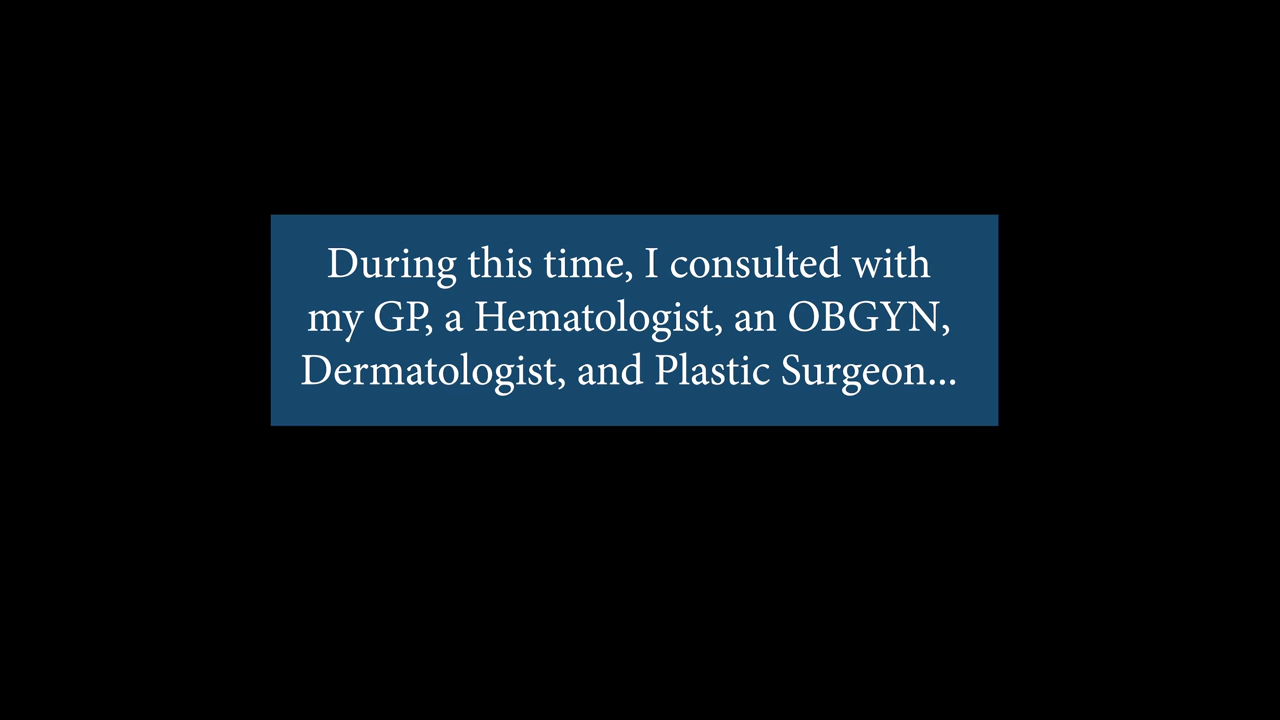 During this time, I consulted with
my GP, a Hematologist, an OBGYN,
Dermatologist, and Plastic Surgeon...